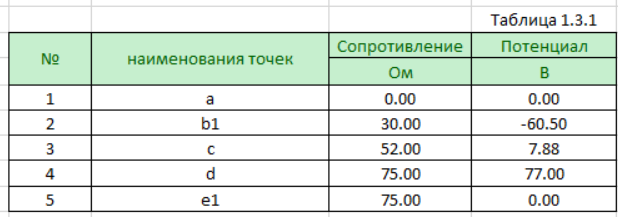 Таблица 1.3.1
№ наименования точек Сопротивление Потенциал
Ом В
1 a 0.00 0.00
2 b1 30.00 -60.50
3 c 52.00 7.88
4 d 75.00 77.00
5 e1 75.00 0.00